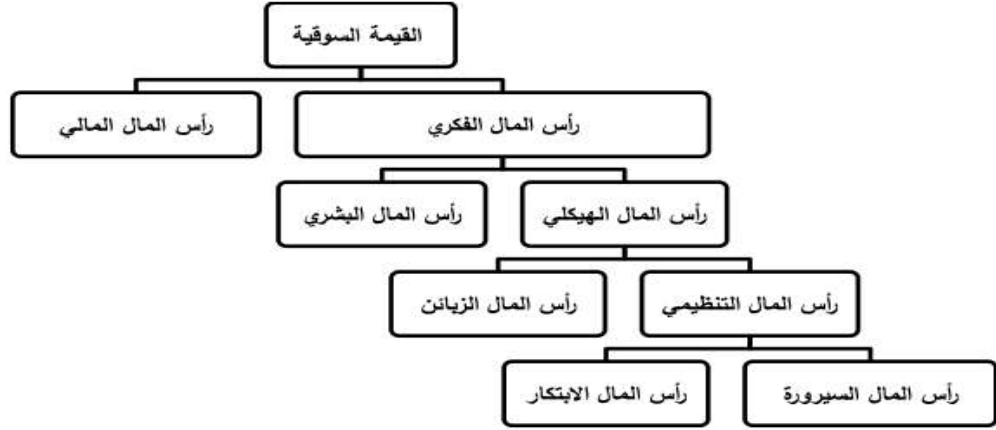 القيمة السوقية
رأس المال الفكري
رأس المال المالي
رأس المال الهيكلي
رأس المال البشري
رأس المال التنظيمي
رأس المال الزبائن
رأس المال السيرورة
رأس المال الابتكار